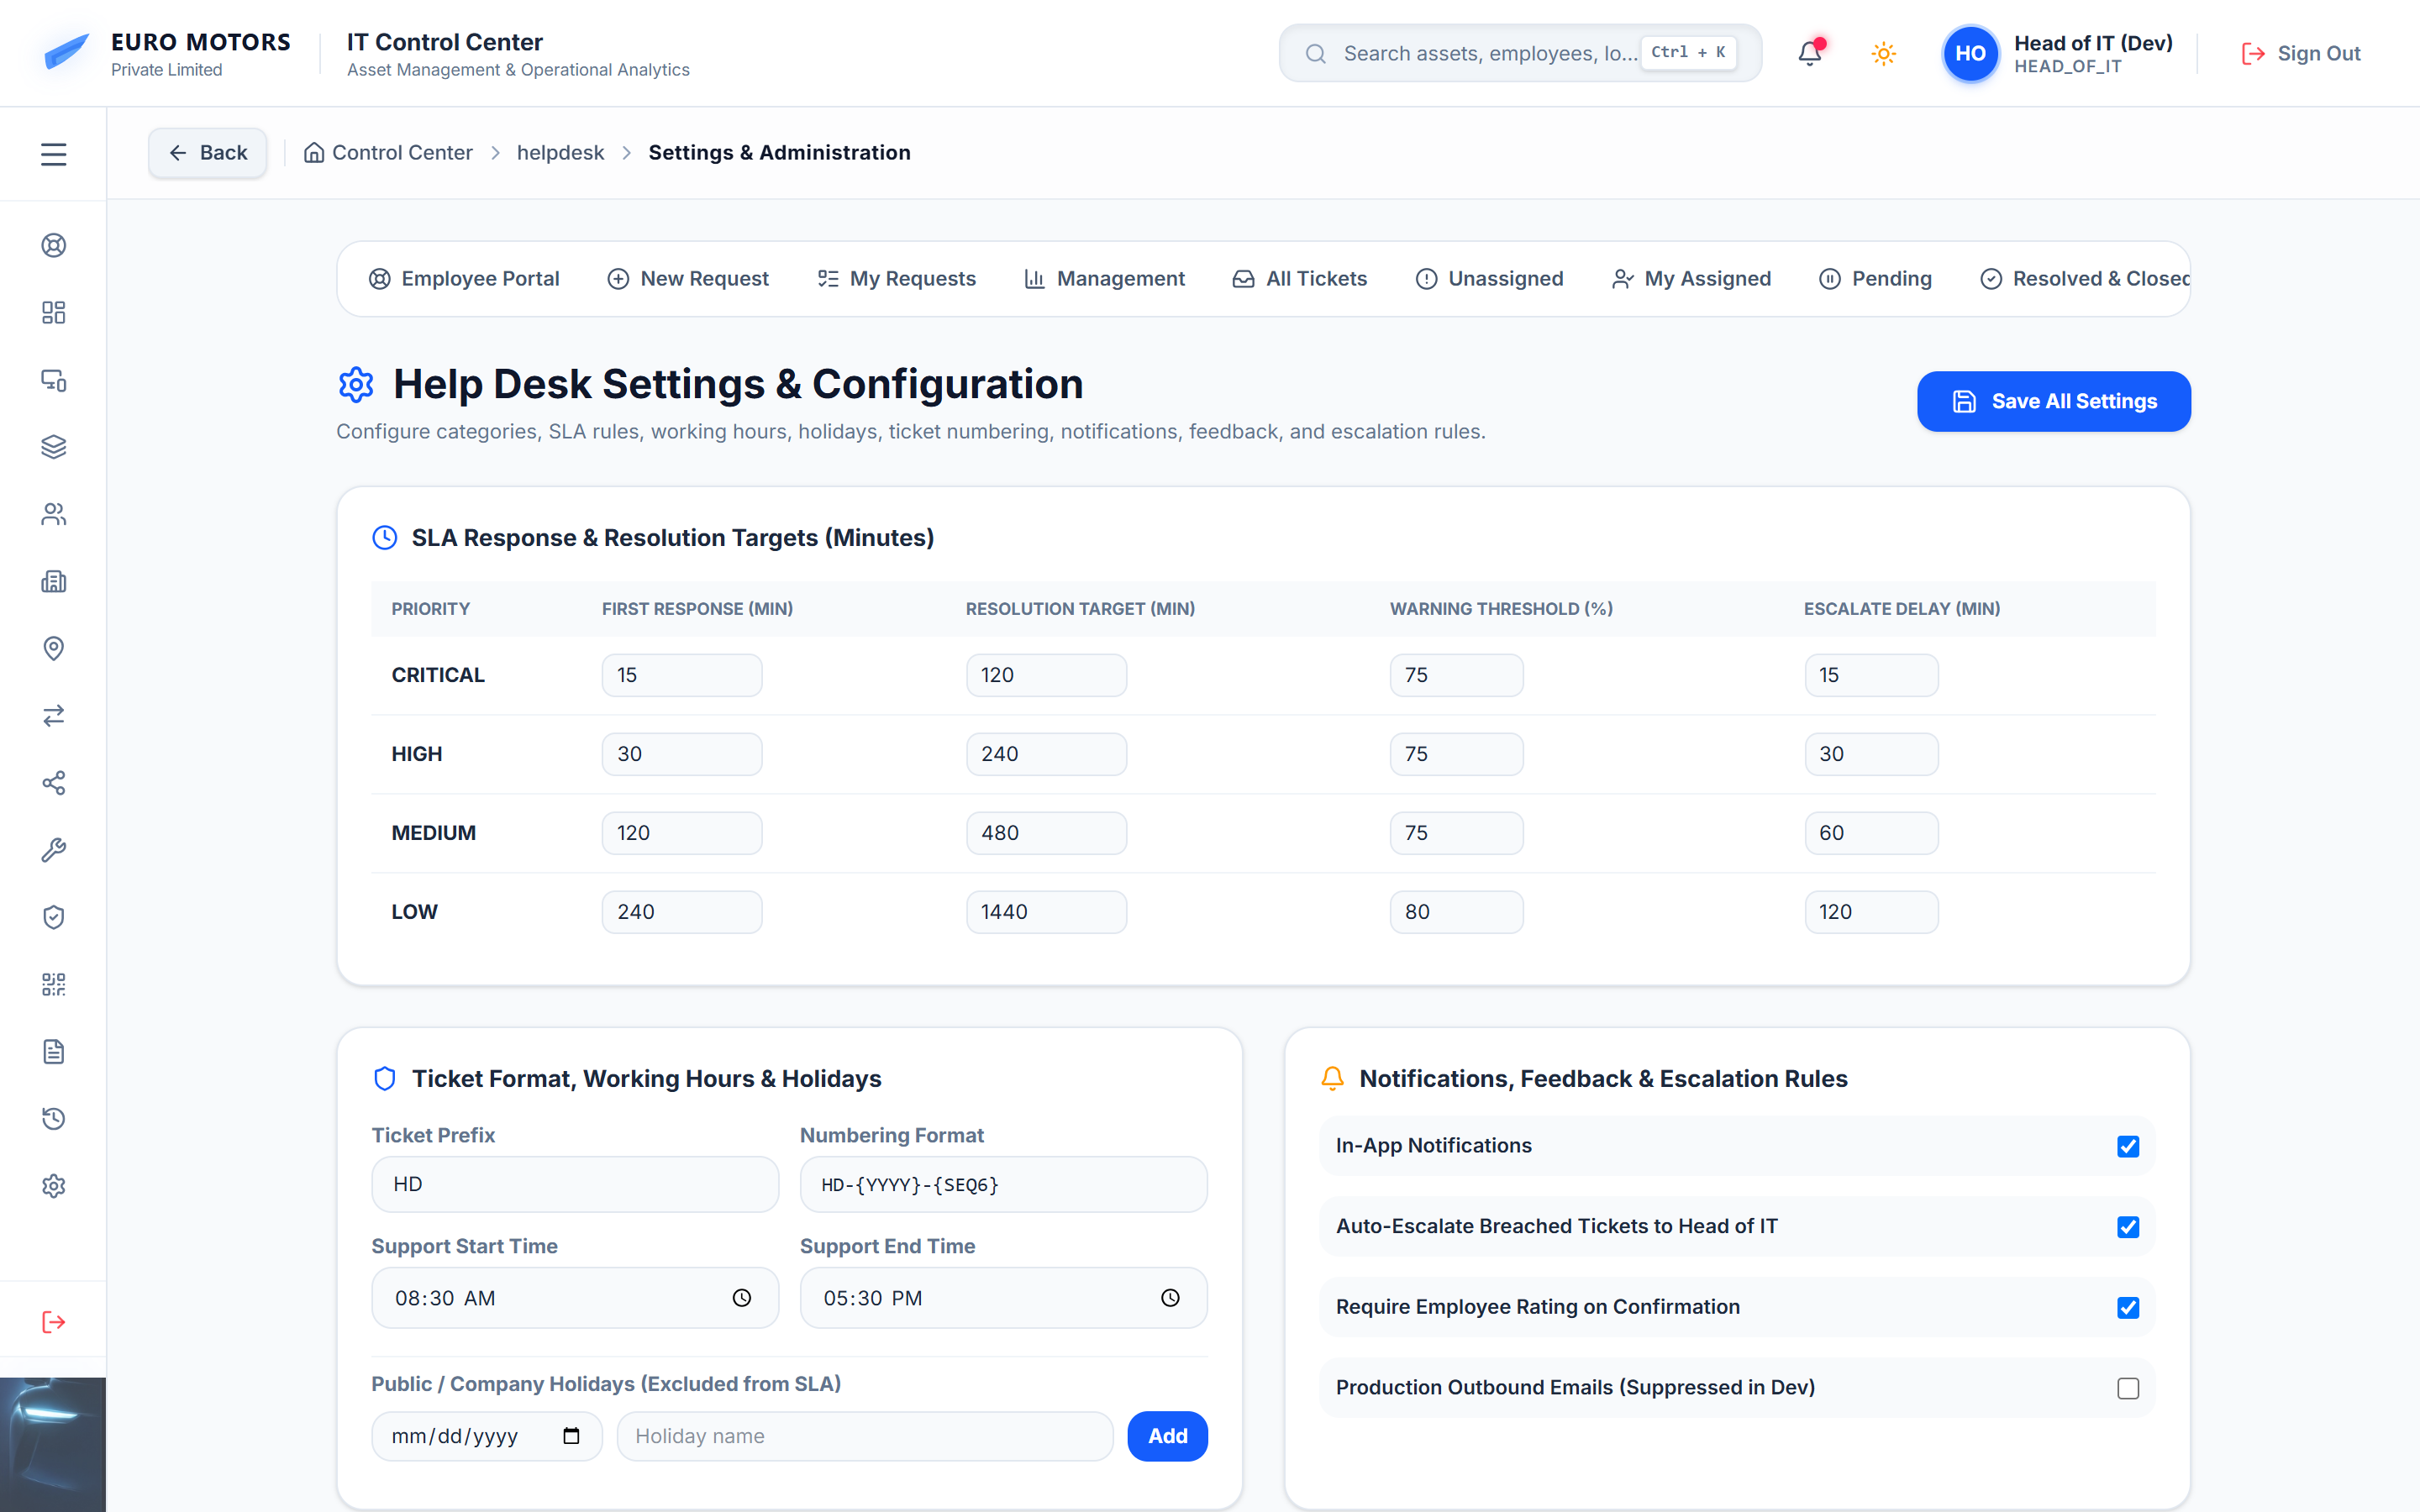 EURO MOTORS
Private Limited
IT Control Center
Asset Management & Operational Analytics
Search assets, employees, lo... Ctrl + K
HO
Head of IT (Dev)
HEAD_OF_IT
Sign Out
Back
Control Center > helpdesk > Settings & Administration
Employee Portal New Request My Requests Management All Tickets Unassigned My Assigned Pending Resolved & Closed
Help Desk Settings & Configuration
Configure categories, SLA rules, working hours, holidays, ticket numbering, notifications, feedback, and escalation rules.
Save All Settings
SLA Response & Resolution Targets (Minutes)
PRIORITY FIRST RESPONSE (MIN) RESOLUTION TARGET (MIN) WARNING THRESHOLD (%) ESCALATE DELAY (MIN)
CRITICAL 15 120 75 15
HIGH 30 240 75 30
MEDIUM 120 480 75 60
LOW 240 1440 80 120
Ticket Format, Working Hours & Holidays
Ticket Prefix Numbering Format
HD HD-{YYYY}-{SEQ6}
Support Start Time Support End Time
08:30 AM 05:30 PM
Public / Company Holidays (Excluded from SLA)
mm/dd/yyyy Holiday name Add
Notifications, Feedback & Escalation Rules
In-App Notifications
Auto-Escalate Breached Tickets to Head of IT
Require Employee Rating on Confirmation
Production Outbound Emails (Suppressed in Dev)